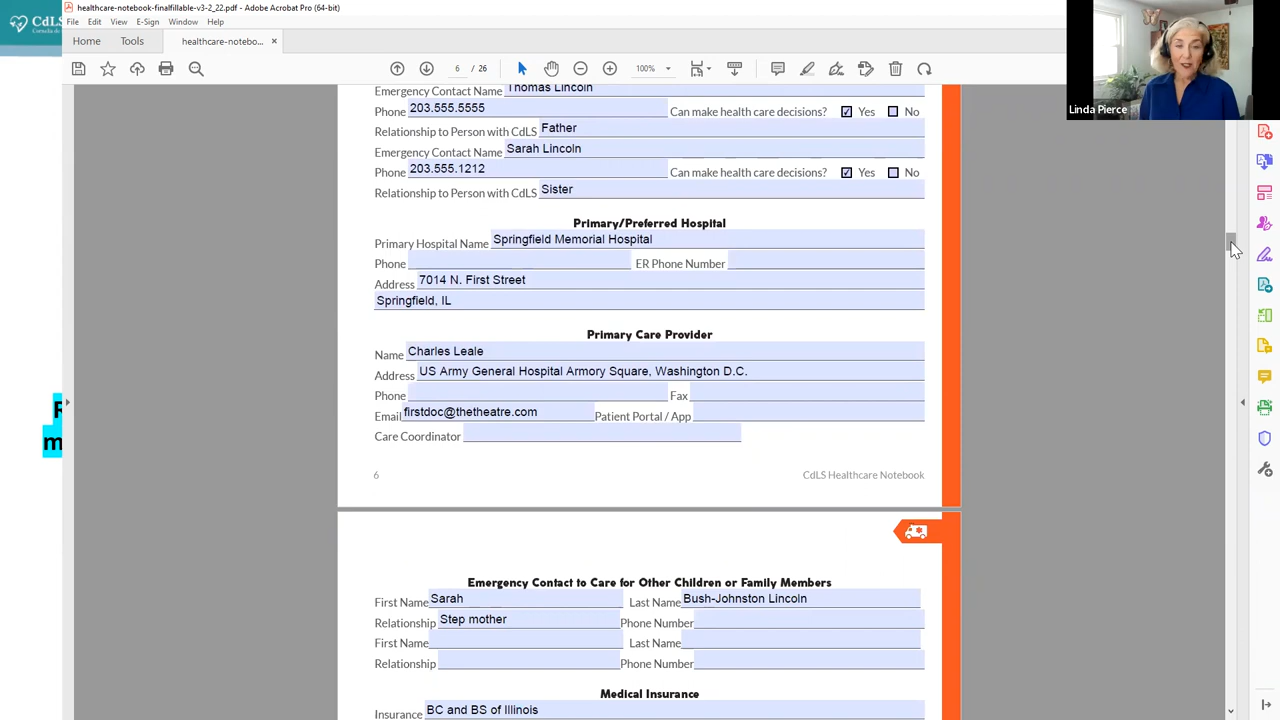 healthcare-notebook-finalfillable-v3-2_22.pdf - Adobe Acrobat Pro (64-bit)
CdLS
File Edit View E-Sign Window Help
Home Tools healthcare-notebo... ×
6 / 26 100%
Linda Pierce
Emergency Contact Name Thomas Lincoln
Phone 203.555.5555 Can make health care decisions? Yes No
Relationship to Person with CdLS Father
Emergency Contact Name Sarah Lincoln
Phone 203.555.1212 Can make health care decisions? Yes No
Relationship to Person with CdLS Sister
Primary/Preferred Hospital
Primary Hospital Name Springfield Memorial Hospital
Phone ER Phone Number
Address 7014 N. First Street
Springfield, IL
Primary Care Provider
Name Charles Leale
Address US Army General Hospital Armory Square, Washington D.C.
Phone Fax
Email firstdoc@thetheatre.com Patient Portal / App
Care Coordinator
6 CdLS Healthcare Notebook
Emergency Contact to Care for Other Children or Family Members
First Name Sarah Last Name Bush-Johnston Lincoln
Relationship Step mother Phone Number
First Name Last Name
Relationship Phone Number
Medical Insurance
Insurance BC and BS of Illinois